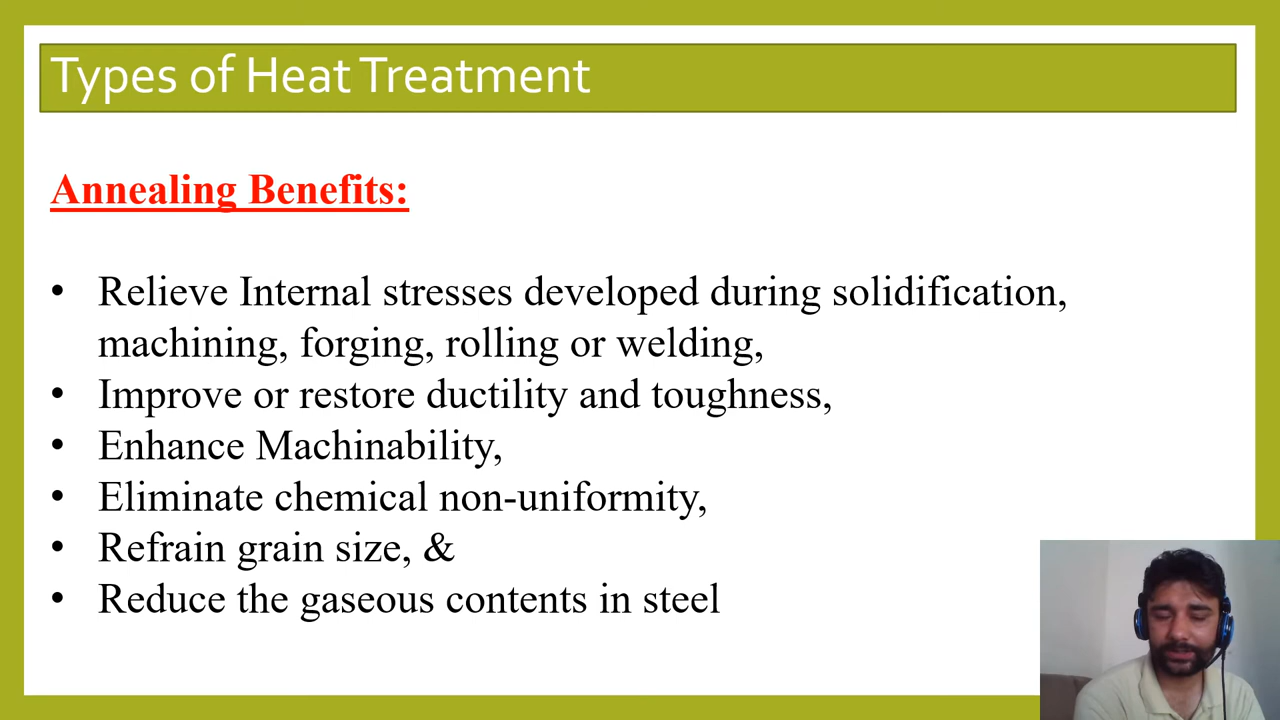 Types of Heat Treatment
Annealing Benefits:
• Relieve Internal stresses developed during solidification,
machining, forging, rolling or welding,
• Improve or restore ductility and toughness,
• Enhance Machinability,
• Eliminate chemical non-uniformity,
• Refrain grain size, &
• Reduce the gaseous contents in steel